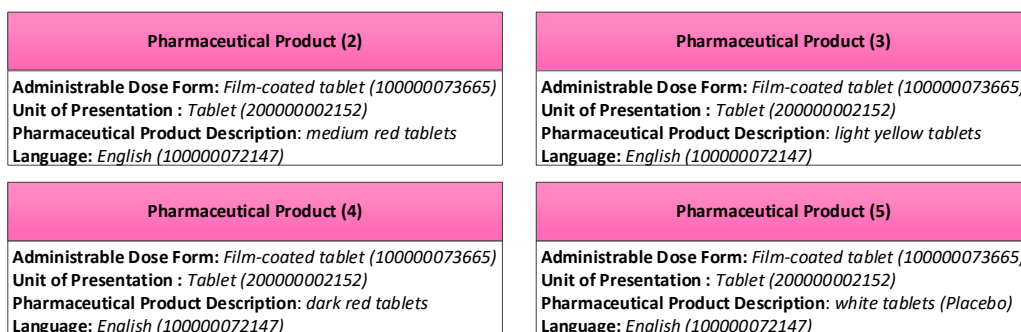 Pharmaceutical Product (2)
Administrable Dose Form: Film-coated tablet (100000073665)
Unit of Presentation : Tablet (200000002152)
Pharmaceutical Product Description: medium red tablets
Language: English (100000072147)
Pharmaceutical Product (3)
Administrable Dose Form: Film-coated tablet (100000073665)
Unit of Presentation : Tablet (200000002152)
Pharmaceutical Product Description: light yellow tablets
Language: English (100000072147)
Pharmaceutical Product (4)
Administrable Dose Form: Film-coated tablet (100000073665)
Unit of Presentation : Tablet (200000002152)
Pharmaceutical Product Description: dark red tablets
Language: English (100000072147)
Pharmaceutical Product (5)
Administrable Dose Form: Film-coated tablet (100000073665)
Unit of Presentation : Tablet (200000002152)
Pharmaceutical Product Description: white tablets (Placebo)
Language: English (100000072147)